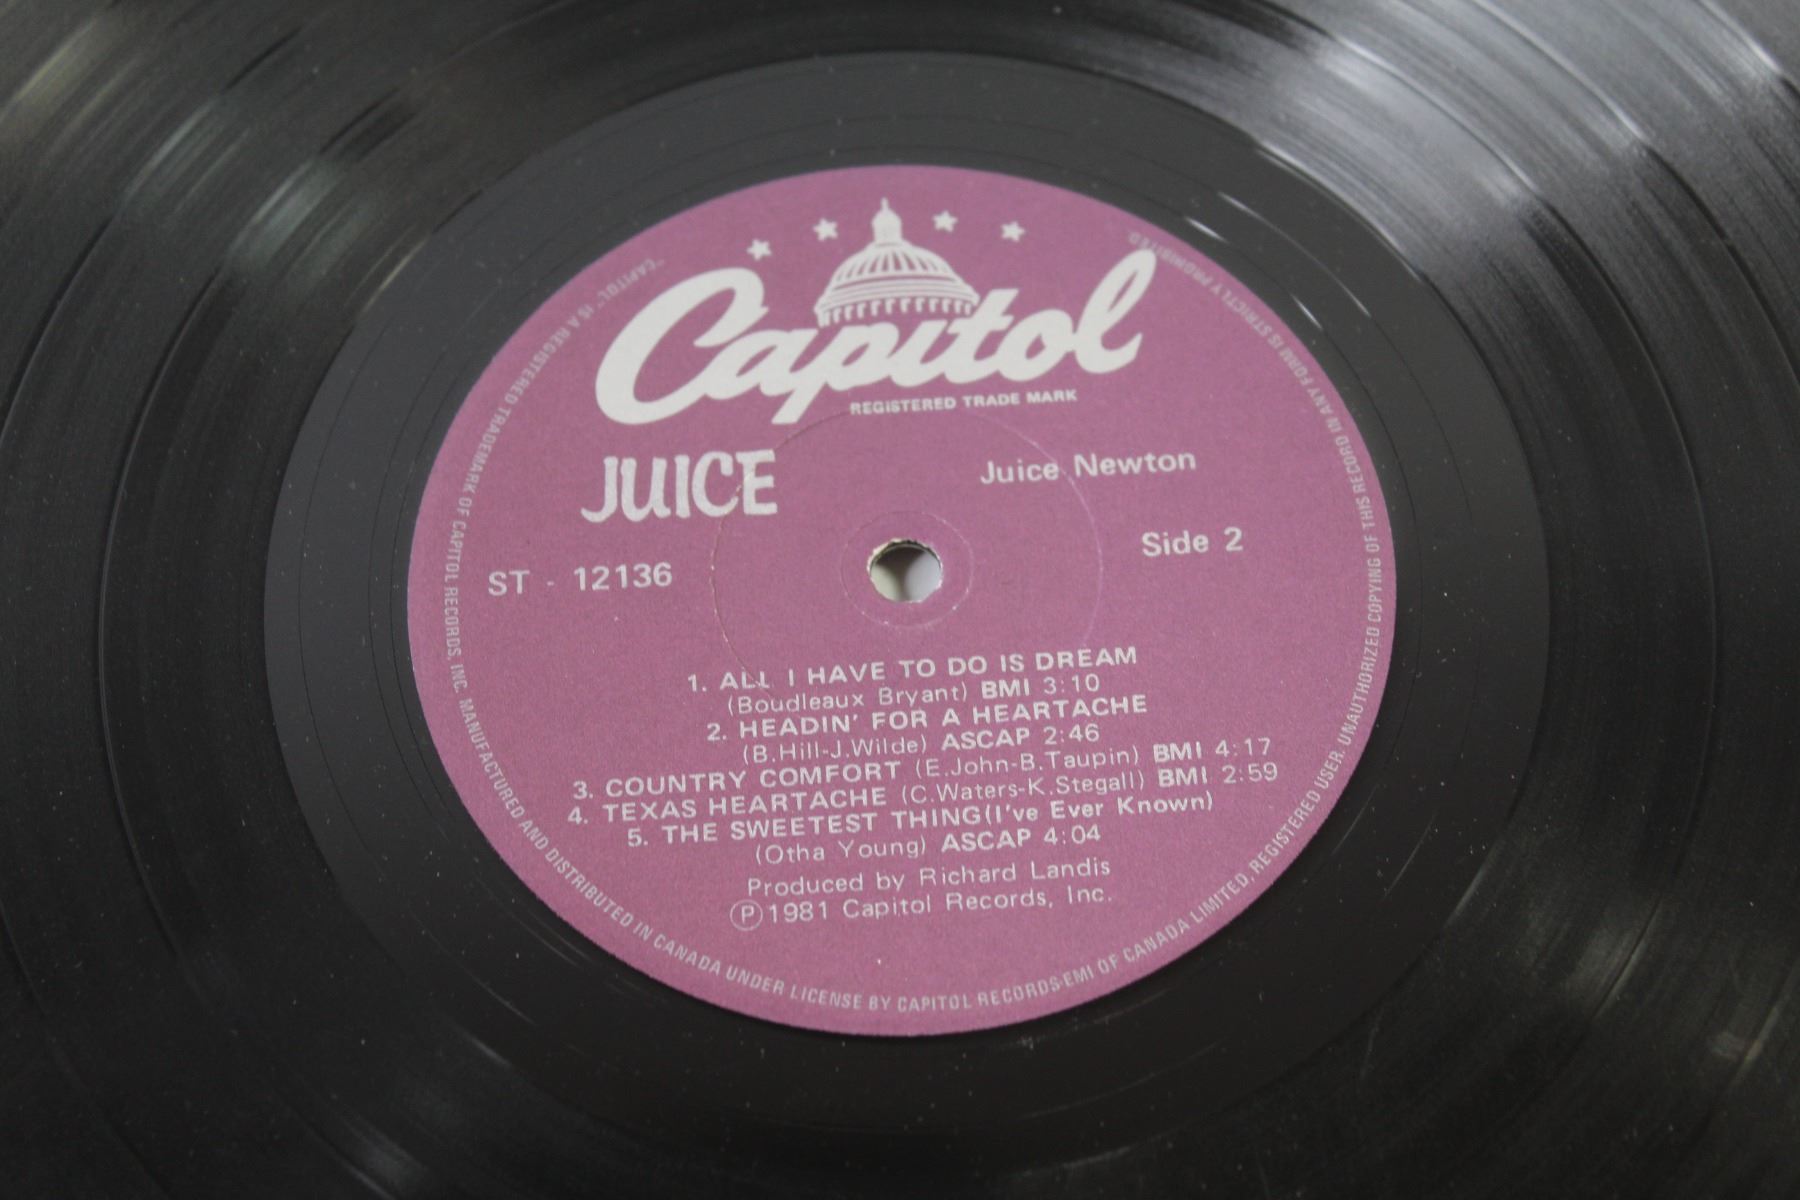 Capitol
REGISTERED TRADE MARK
JUICE
Juice Newton
Side 2
ST - 12136
1. ALL I HAVE TO DO IS DREAM
(Boudleaux Bryant) BMI 3:10
2. HEADIN' FOR A HEARTACHE
(B.Hill-J.Wilde) ASCAP 2:46
3. COUNTRY COMFORT (E.John-B.Taupin) BMI 4:17
4. TEXAS HEARTACHE (C.Waters-K.Stegall) BMI 2:59
5. THE SWEETEST THING(I've Ever Known)
(Otha Young) ASCAP 4:04
Produced by Richard Landis
Ⓟ1981 Capitol Records, Inc.
"CAPITOL" IS A REGISTERED TRADEMARK OF CAPITOL RECORDS, INC. MANUFACTURED AND DISTRIBUTED IN CANADA UNDER LICENSE BY CAPITOL RECORDS-EMI OF CANADA LIMITED, REGISTERED USER. UNAUTHORIZED COPYING OF THIS RECORD IN ANY FORM IS STRICTLY PROHIBITED.